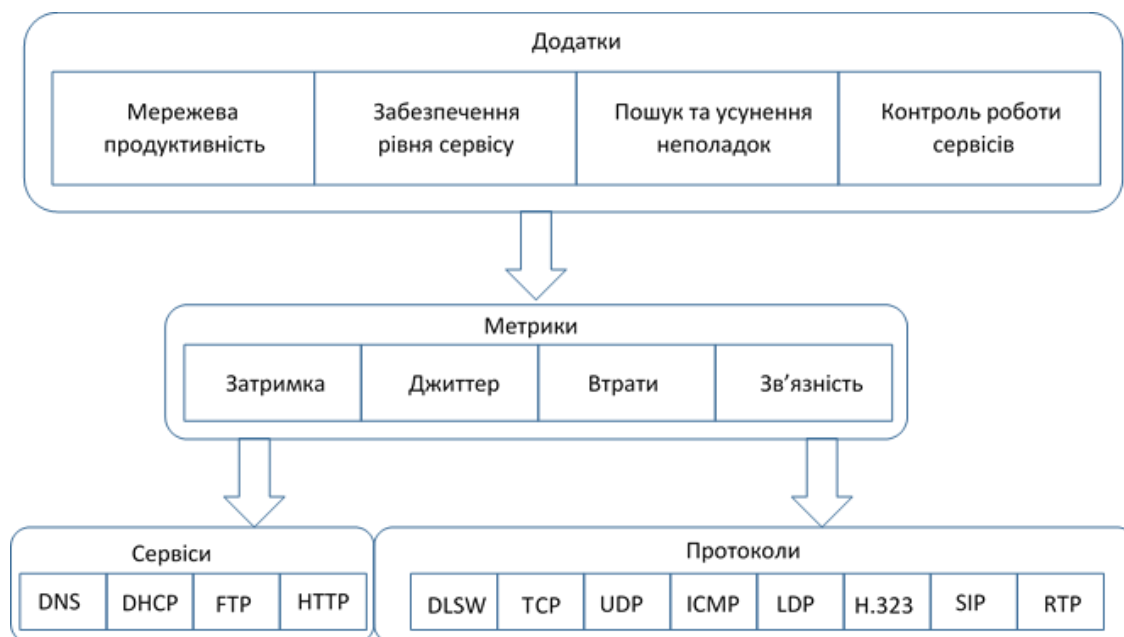 Додатки
Мережева
продуктивність
Забезпечення
рівня сервісу
Пошук та усунення
неполадок
Контроль роботи
сервісів
Метрики
Затримка
Джиттер
Втрати
Зв’язність
Сервіси
DNS
DHCP
FTP
HTTP
Протоколи
DLSW
TCP
UDP
ICMP
LDP
H.323
SIP
RTP